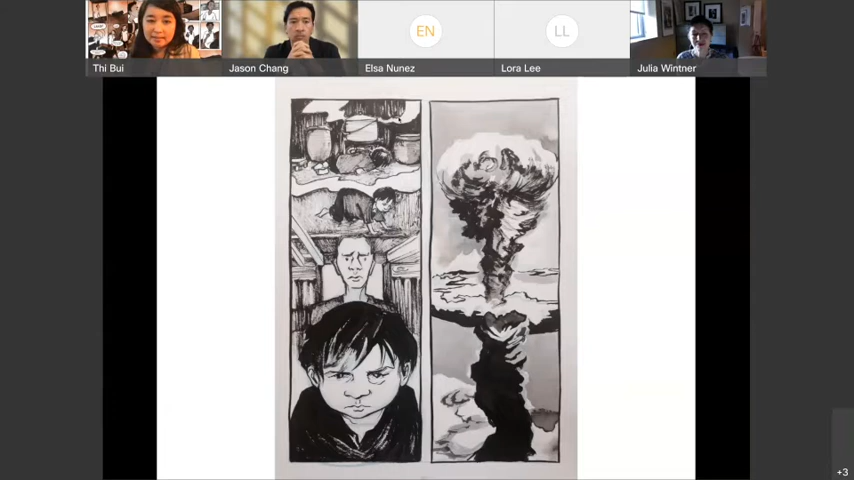 EN
LL
Thi Bui
Jason Chang
Elsa Nunez
Lora Lee
Julia Wintner
+3